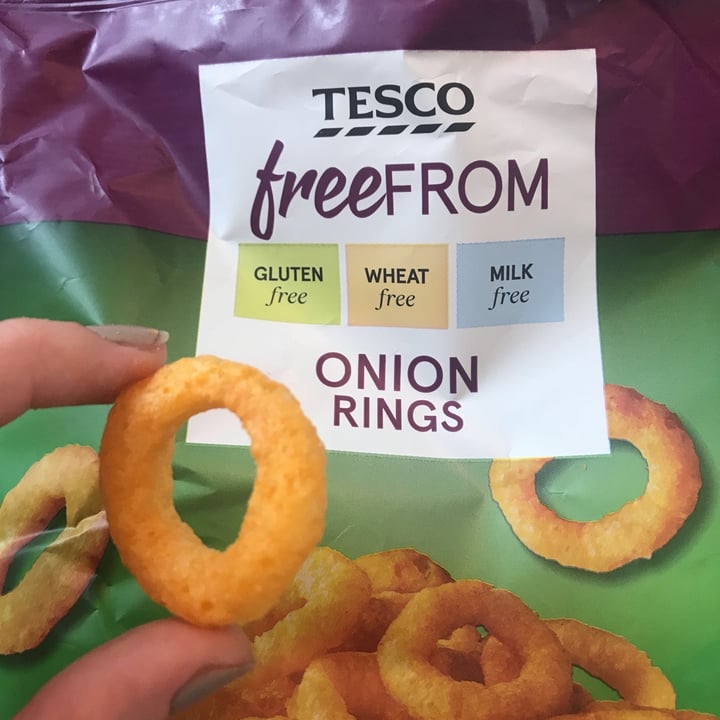 TESCO
freeFROM
GLUTEN free
WHEAT free
MILK free
ONION
RINGS